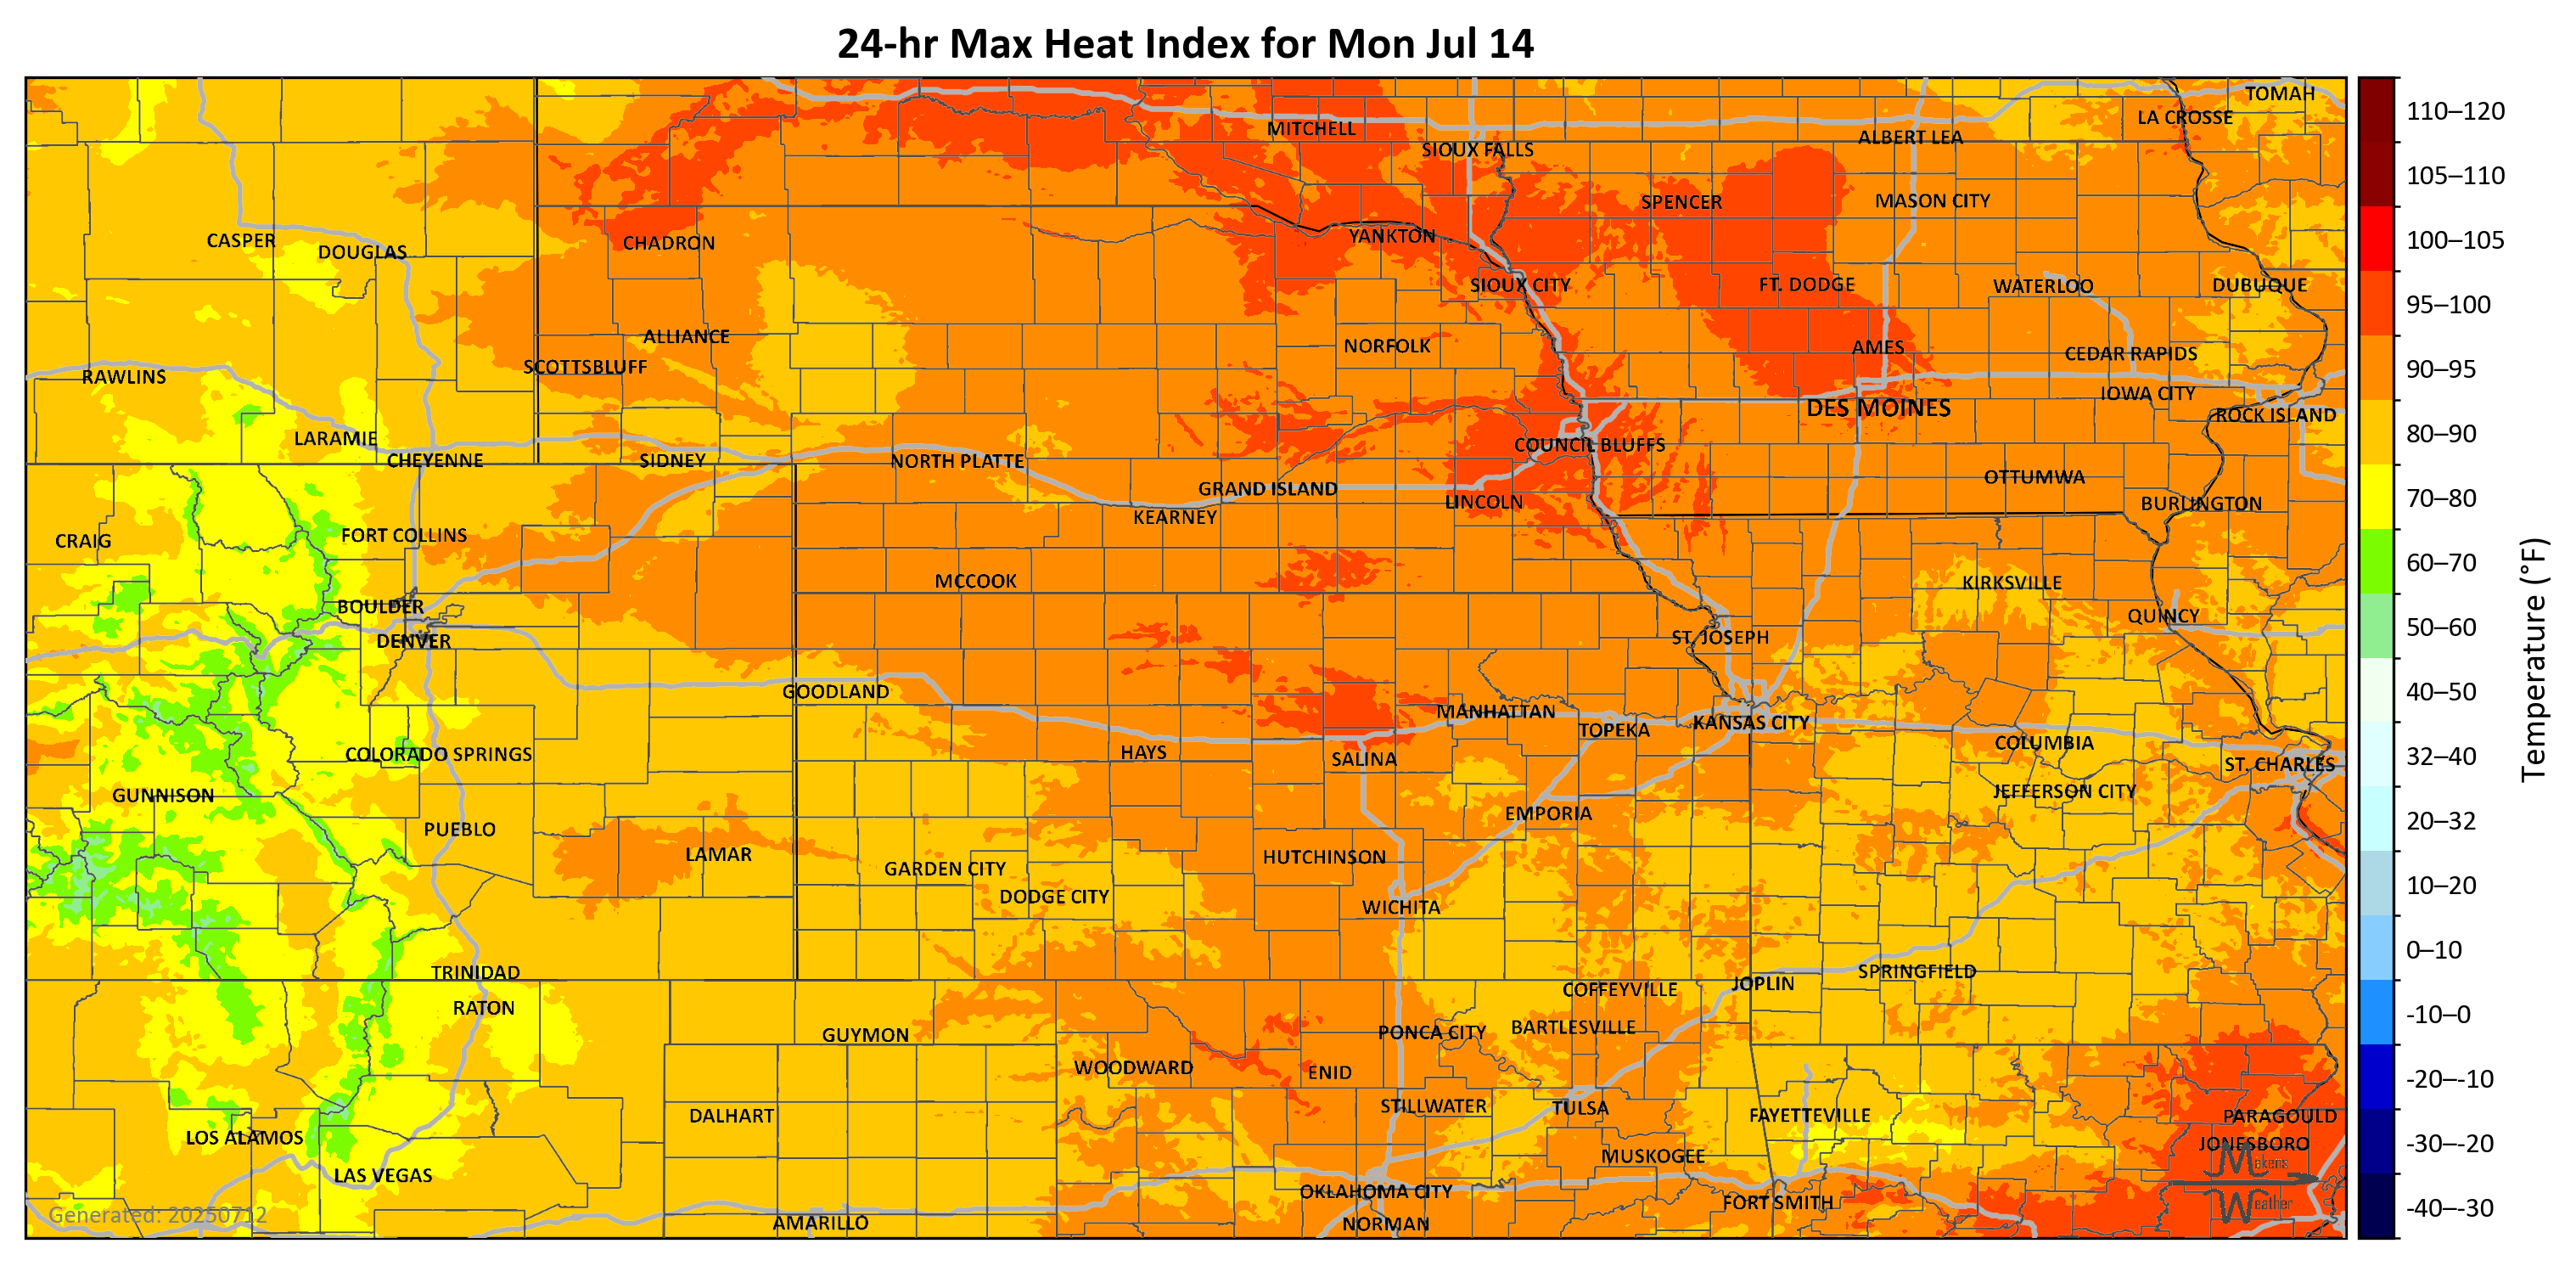 24-hr Max Heat Index for Mon Jul 14
TOMAH
LA CROSSE
MITCHELL
ALBERT LEA
SIOUX FALLS
SPENCER
MASON CITY
CASPER
DOUGLAS
CHADRON
YANKTON
SIOUX CITY
FT. DODGE
WATERLOO
DUBUQUE
ALLIANCE
NORFOLK
AMES
CEDAR RAPIDS
SCOTTSBLUFF
RAWLINS
IOWA CITY
DES MOINES
ROCK ISLAND
LARAMIE
COUNCIL BLUFFS
CHEYENNE
SIDNEY
NORTH PLATTE
OTTUMWA
GRAND ISLAND
LINCOLN
BURLINGTON
KEARNEY
FORT COLLINS
CRAIG
MCCOOK
KIRKSVILLE
BOULDER
QUINCY
DENVER
ST. JOSEPH
GOODLAND
MANHATTAN
KANSAS CITY
TOPEKA
COLUMBIA
COLORADO SPRINGS
HAYS
SALINA
ST. CHARLES
GUNNISON
JEFFERSON CITY
EMPORIA
PUEBLO
LAMAR
HUTCHINSON
GARDEN CITY
DODGE CITY
WICHITA
TRINIDAD
SPRINGFIELD
JOPLIN
COFFEYVILLE
RATON
GUYMON
PONCA CITY
BARTLESVILLE
WOODWARD
ENID
STILLWATER
TULSA
DALHART
FAYETTEVILLE
PARAGOULD
LOS ALAMOS
JONESBORO
MUSKOGEE
LAS VEGAS
OKLAHOMA CITY
FORT SMITH
AMARILLO
NORMAN
Generated: 20250712
Makens
Weather
110–120
105–110
100–105
95–100
90–95
80–90
70–80
60–70
50–60
40–50
32–40
20–32
10–20
0–10
-10–0
-20–-10
-30–-20
-40–-30
Temperature (°F)